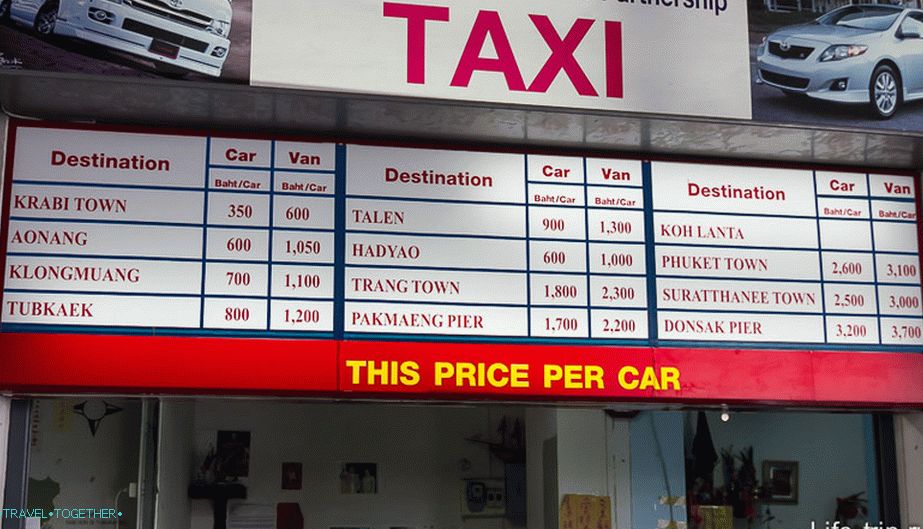 Partnership
TAXI
Destination Car Van
Baht/Car Baht/Car
KRABI TOWN 350 600
AONANG 600 1,050
KLONGMUANG 700 1,100
TUBKAEK 800 1,200
Destination Car Van
Baht/Car Baht/Car
TALEN 900 1,300
HADYAO 600 1,000
TRANG TOWN 1,800 2,300
PAKMAENG PIER 1,700 2,200
Destination Car Van
Baht/Car Baht/Car
KOH LANTA
PHUKET TOWN 2,600 3,100
SURATTHANEE TOWN 2,500 3,000
DONSAK PIER 3,200 3,700
THIS PRICE PER CAR
TRAVEL•TOGETHER•
Life-trip